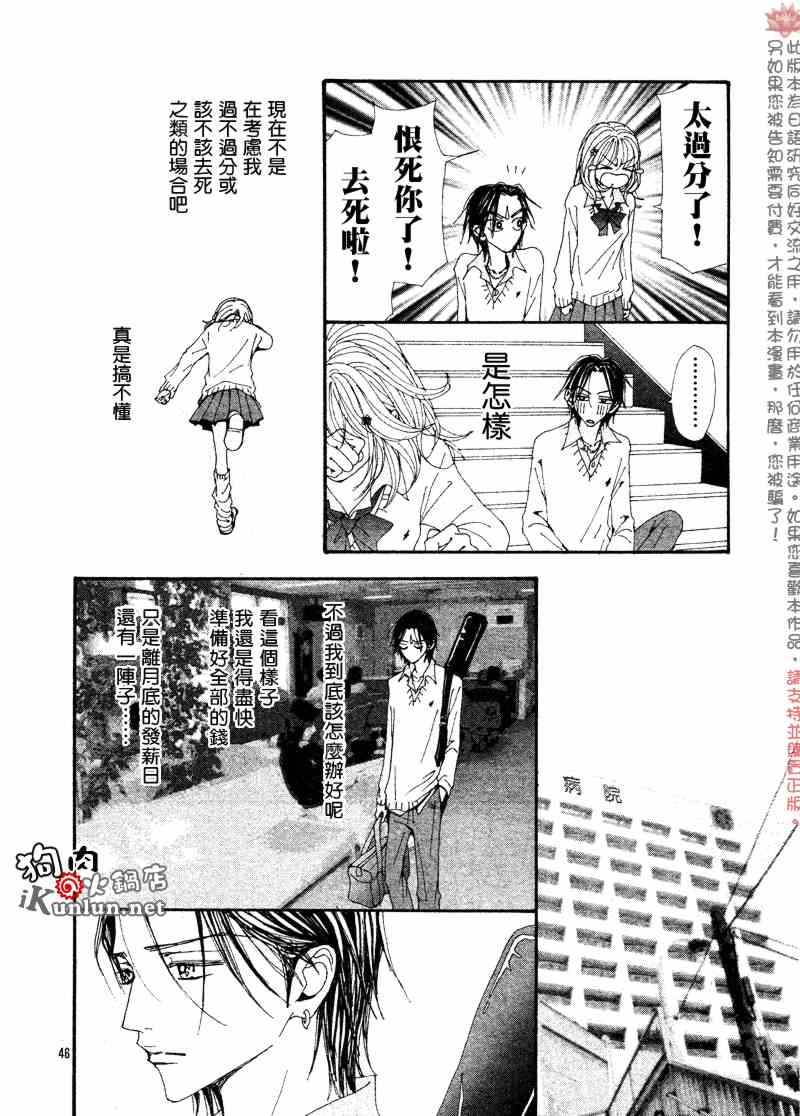 太過分了！
恨死你了！
去死啦！
現在不是
在考慮我
過不過分或
該不該去死
之類的場合吧
………
是怎樣
真是搞不懂
不過我到底該怎麼辦好呢
看這個樣子
我還是得盡快
準備好全部的錢
只是離月底的發薪日
還有一陣子……
病院
狗肉
火鍋店
iKunlun.net
46
此版本為日語研究同好交流之用，請勿用於任何商業用途。如果您喜歡本作品，請支持並購買正版。
另如果您被告知需要付費，才能看到本漫畫，那麼，您被騙了！